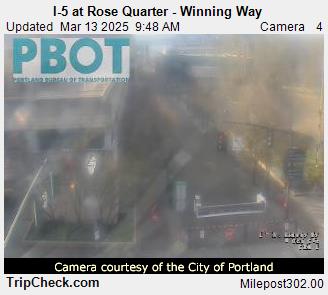 I-5 at Rose Quarter - Winning Way
Updated Mar 13 2025 9:48 AM Camera 4
PBOT
PORTLAND BUREAU OF TRANSPORTATION
Camera courtesy of the City of Portland
TripCheck.com Milepost302.00